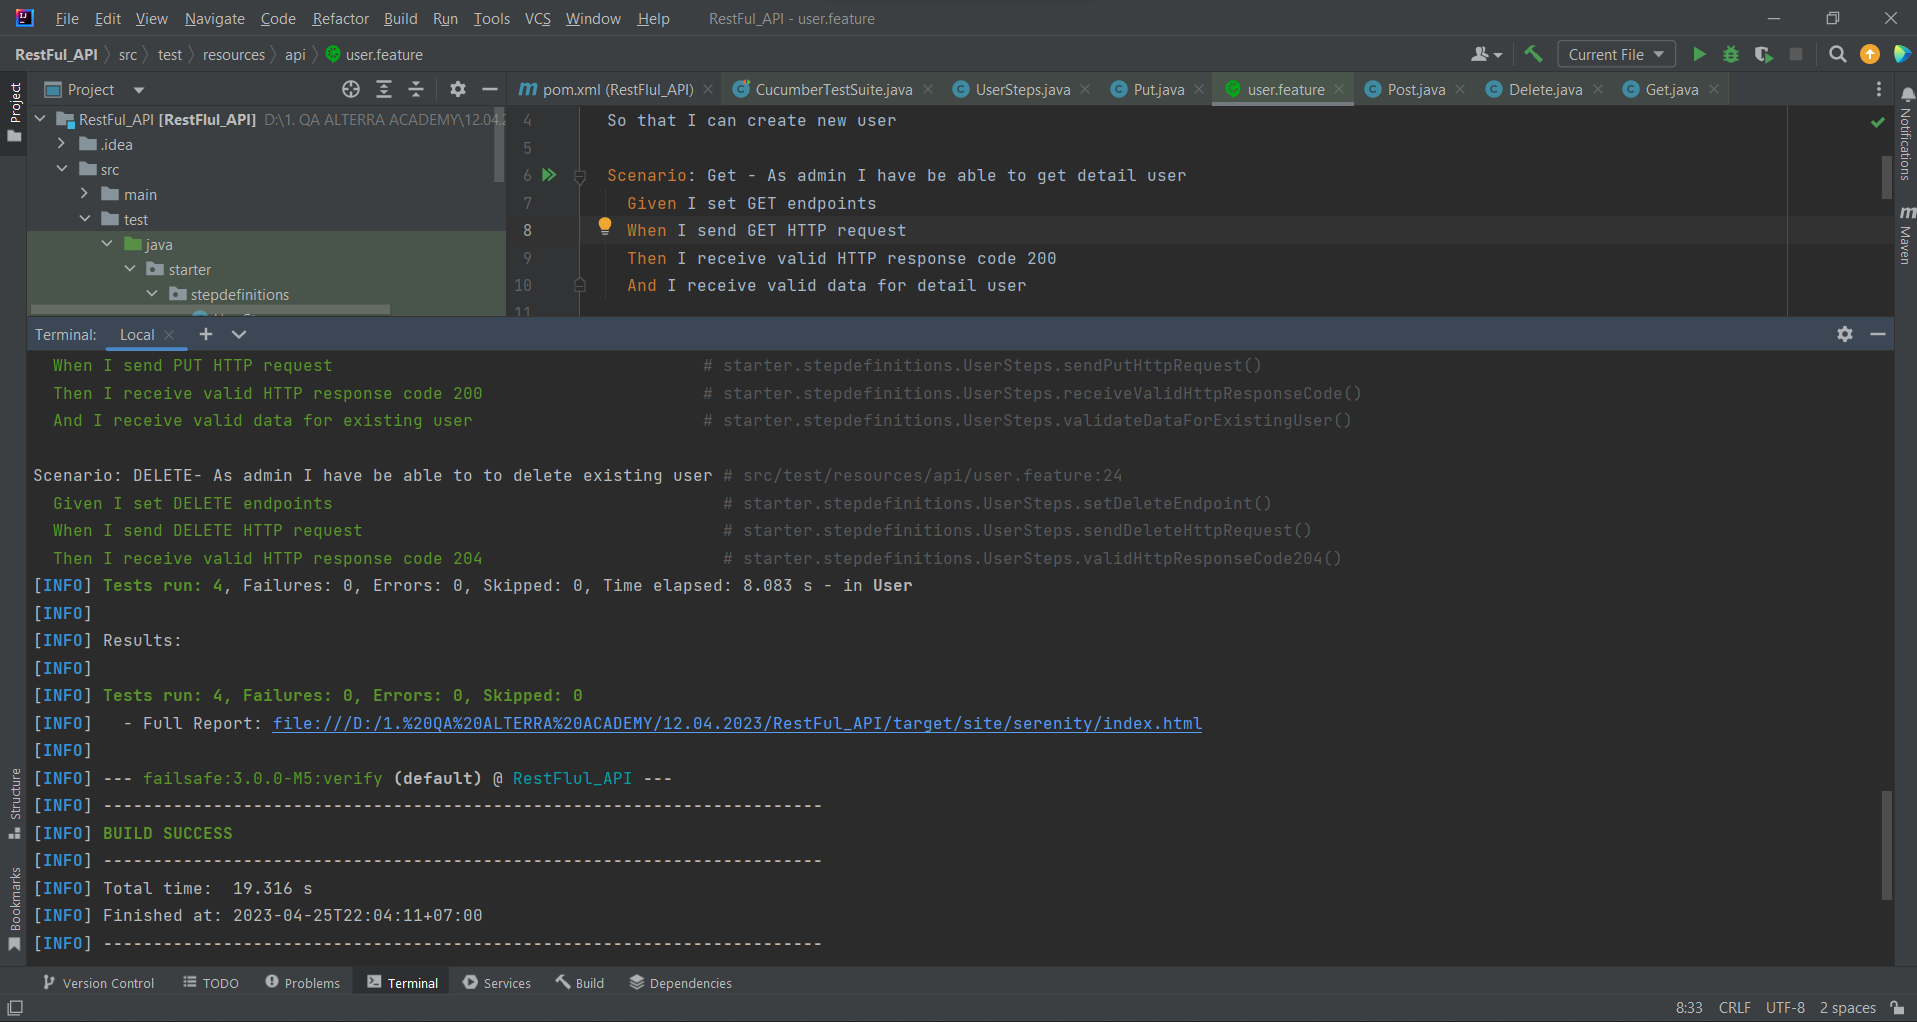 File Edit View Navigate Code Refactor Build Run Tools VCS Window Help RestFul_API - user.feature
RestFul_API src test resources api user.feature Current File
Project pom.xml (RestFlul_API) CucumberTestSuite.java UserSteps.java Put.java user.feature Post.java Delete.java Get.java
Project
Notifications
Maven
RestFul_API [RestFlul_API] D:\1. QA ALTERRA ACADEMY\12.04.2
.idea
src
main
test
java
starter
stepdefinitions
4 So that I can create new user
5
6 Scenario: Get - As admin I have be able to get detail user
7 Given I set GET endpoints
8 When I send GET HTTP request
9 Then I receive valid HTTP response code 200
10 And I receive valid data for detail user
11
Terminal: Local
When I send PUT HTTP request # starter.stepdefinitions.UserSteps.sendPutHttpRequest()
Then I receive valid HTTP response code 200 # starter.stepdefinitions.UserSteps.receiveValidHttpResponseCode()
And I receive valid data for existing user # starter.stepdefinitions.UserSteps.validateDataForExistingUser()
Scenario: DELETE- As admin I have be able to to delete existing user # src/test/resources/api/user.feature:24
Given I set DELETE endpoints # starter.stepdefinitions.UserSteps.setDeleteEndpoint()
When I send DELETE HTTP request # starter.stepdefinitions.UserSteps.sendDeleteHttpRequest()
Then I receive valid HTTP response code 204 # starter.stepdefinitions.UserSteps.validHttpResponseCode204()
[INFO] Tests run: 4, Failures: 0, Errors: 0, Skipped: 0, Time elapsed: 8.083 s - in User
[INFO]
[INFO] Results:
[INFO]
[INFO] Tests run: 4, Failures: 0, Errors: 0, Skipped: 0
[INFO] - Full Report: file:///D:/1.%20QA%20ALTERRA%20ACADEMY/12.04.2023/RestFul_API/target/site/serenity/index.html
[INFO]
[INFO] --- failsafe:3.0.0-M5:verify (default) @ RestFlul_API ---
[INFO] ------------------------------------------------------------------------
[INFO] BUILD SUCCESS
[INFO] ------------------------------------------------------------------------
[INFO] Total time: 19.316 s
[INFO] Finished at: 2023-04-25T22:04:11+07:00
[INFO] ------------------------------------------------------------------------
Structure
Bookmarks
Version Control TODO Problems Terminal Services Build Dependencies
8:33 CRLF UTF-8 2 spaces